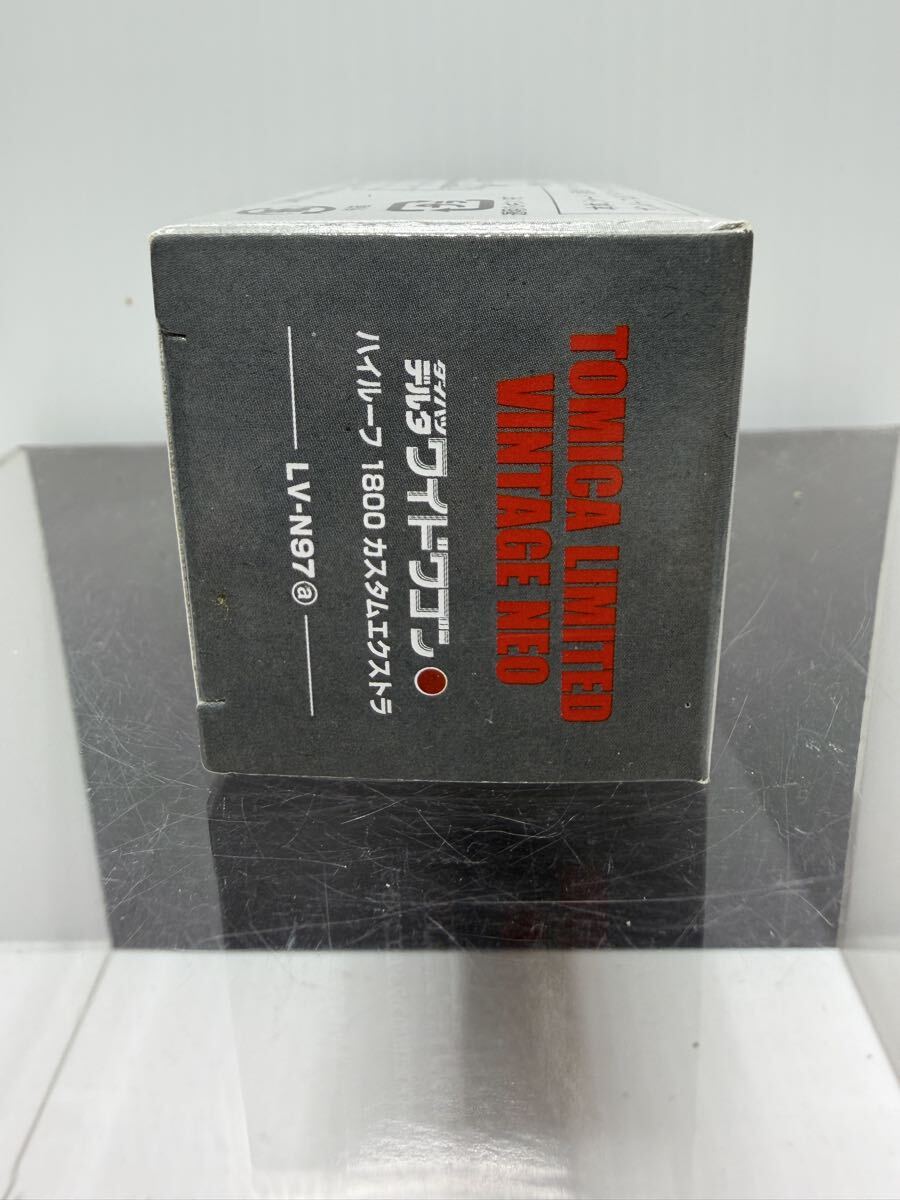 TOMICA LIMITED
VINTAGE NEO
ダイハツ
デルタワイドワゴン
ハイルーフ 1800 カスタムエクストラ
LV-N97ⓐ